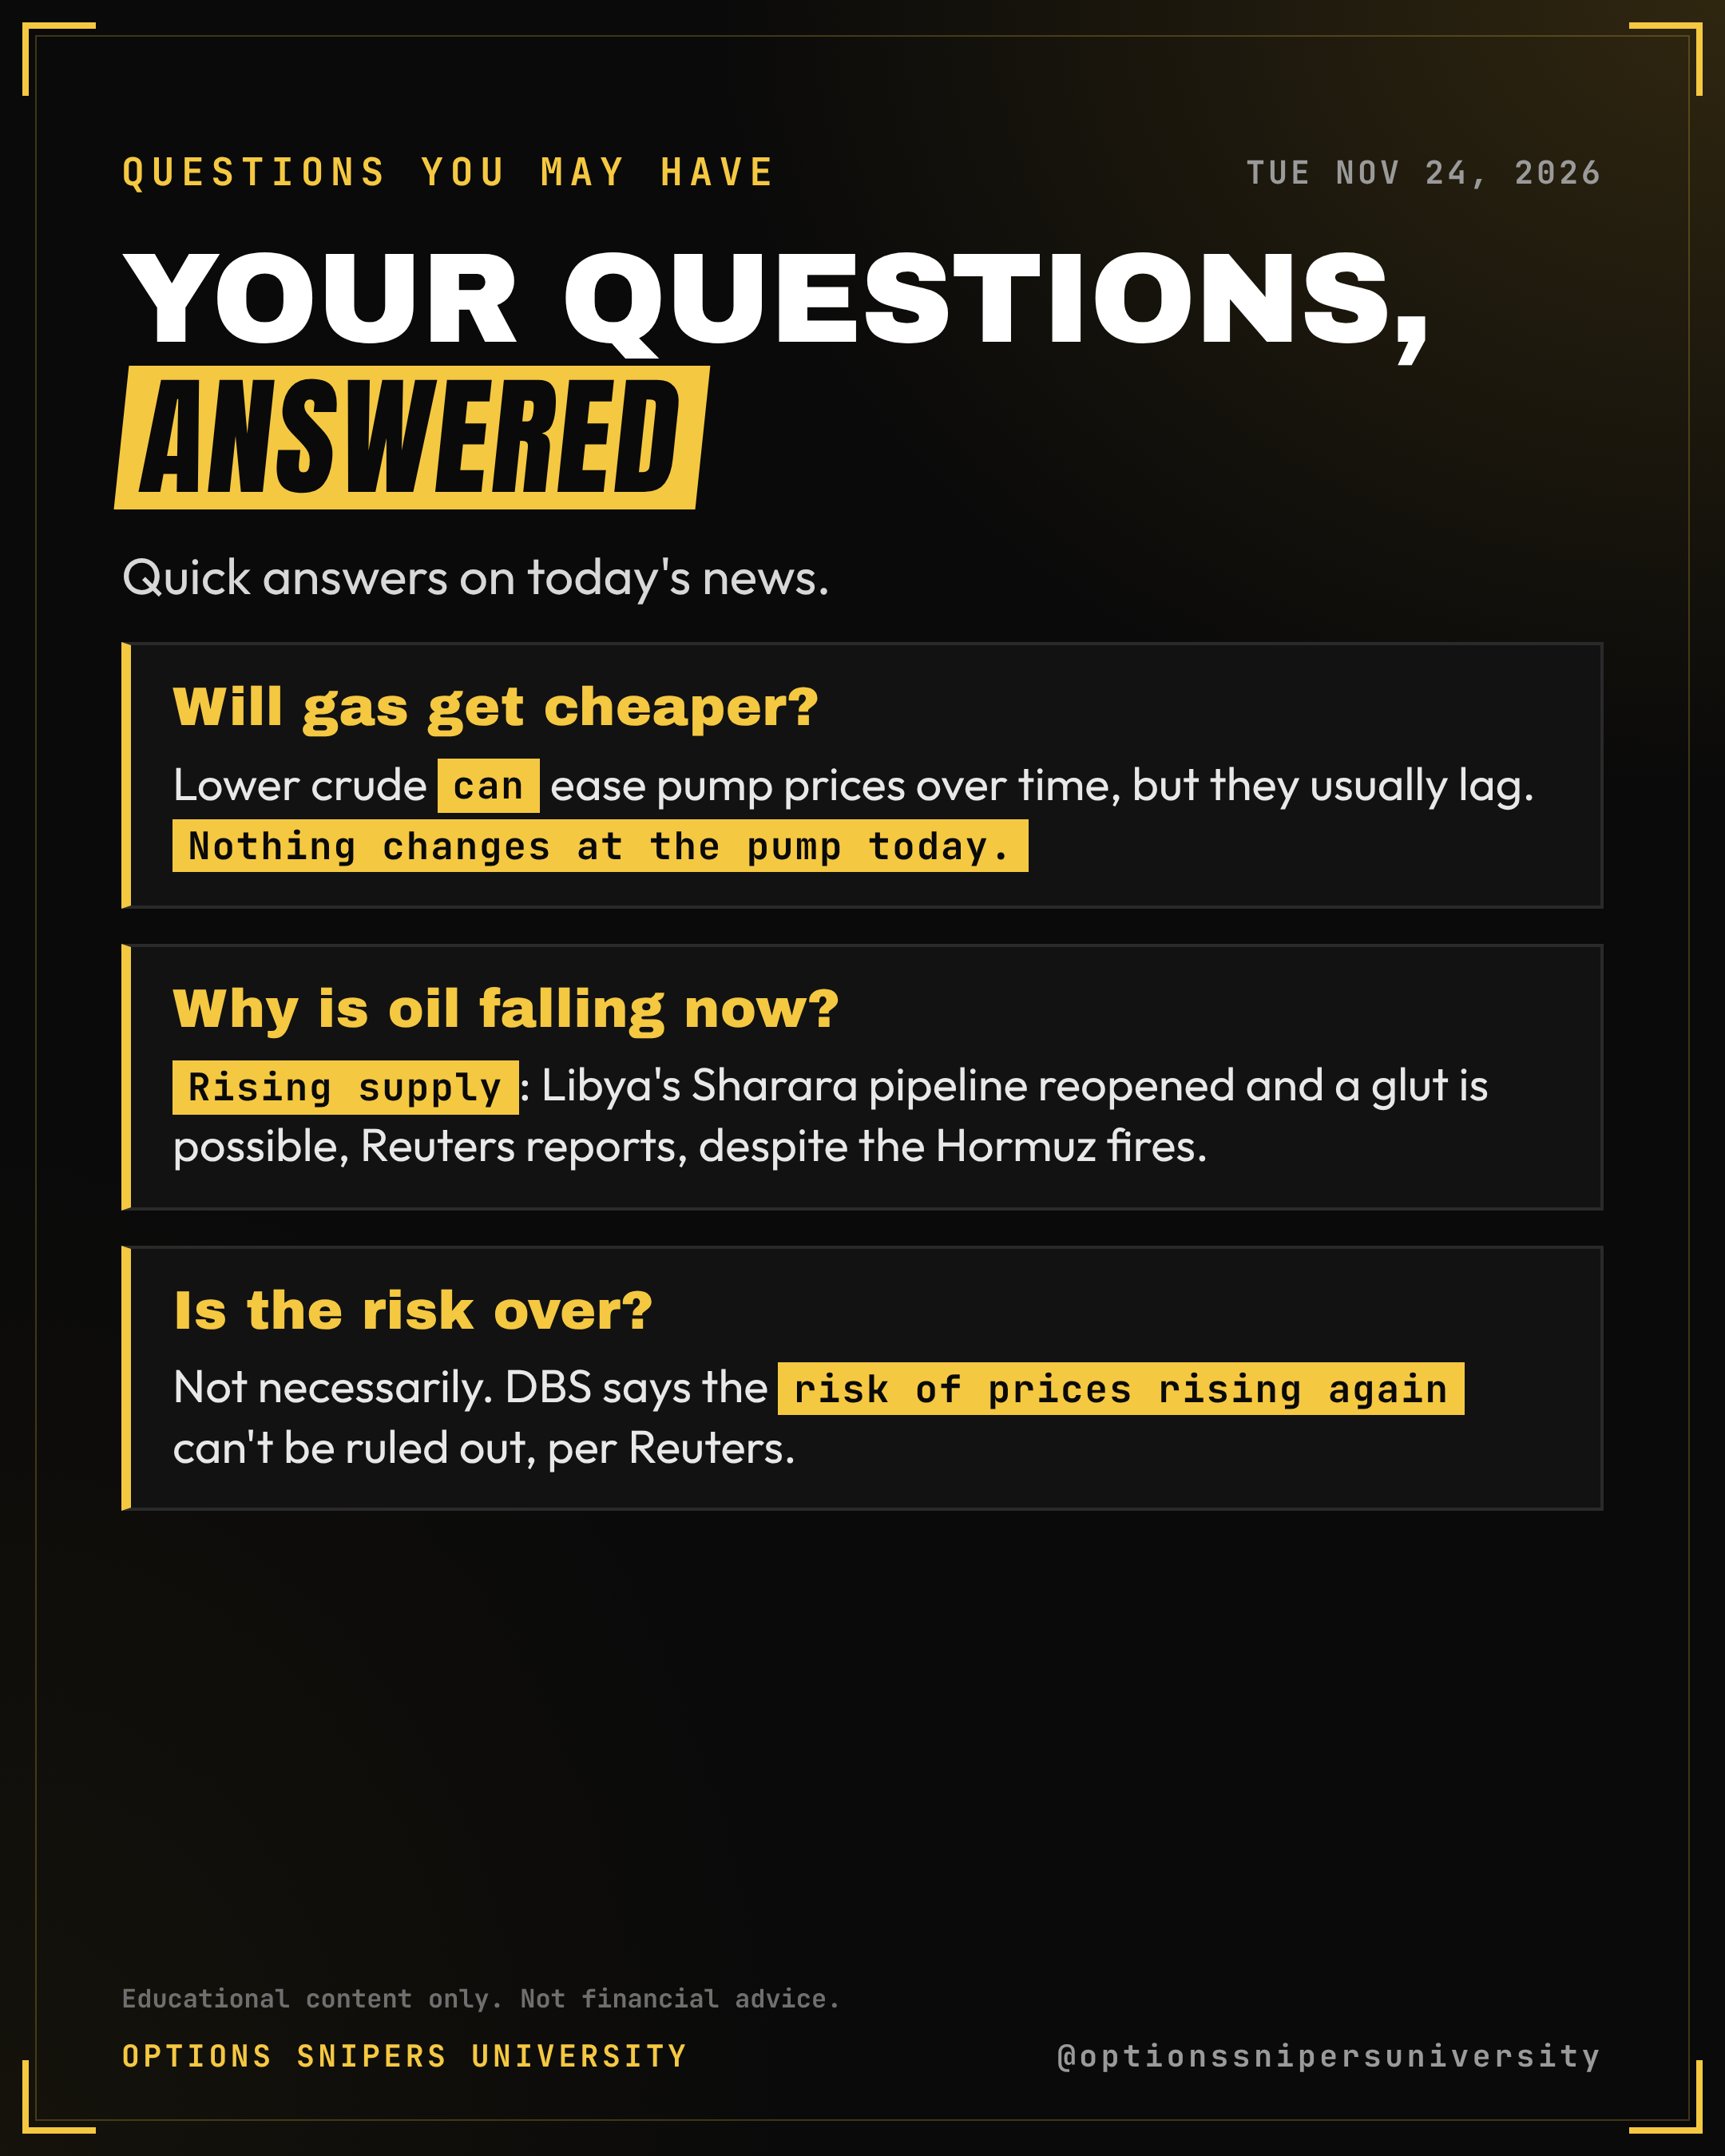 QUESTIONS YOU MAY HAVE
TUE NOV 24, 2026
YOUR QUESTIONS,
ANSWERED
Quick answers on today's news.
Will gas get cheaper?
Lower crude can ease pump prices over time, but they usually lag.
Nothing changes at the pump today.
Why is oil falling now?
Rising supply: Libya's Sharara pipeline reopened and a glut is
possible, Reuters reports, despite the Hormuz fires.
Is the risk over?
Not necessarily. DBS says the risk of prices rising again
can't be ruled out, per Reuters.
Educational content only. Not financial advice.
OPTIONS SNIPERS UNIVERSITY
@optionssnipersuniversity